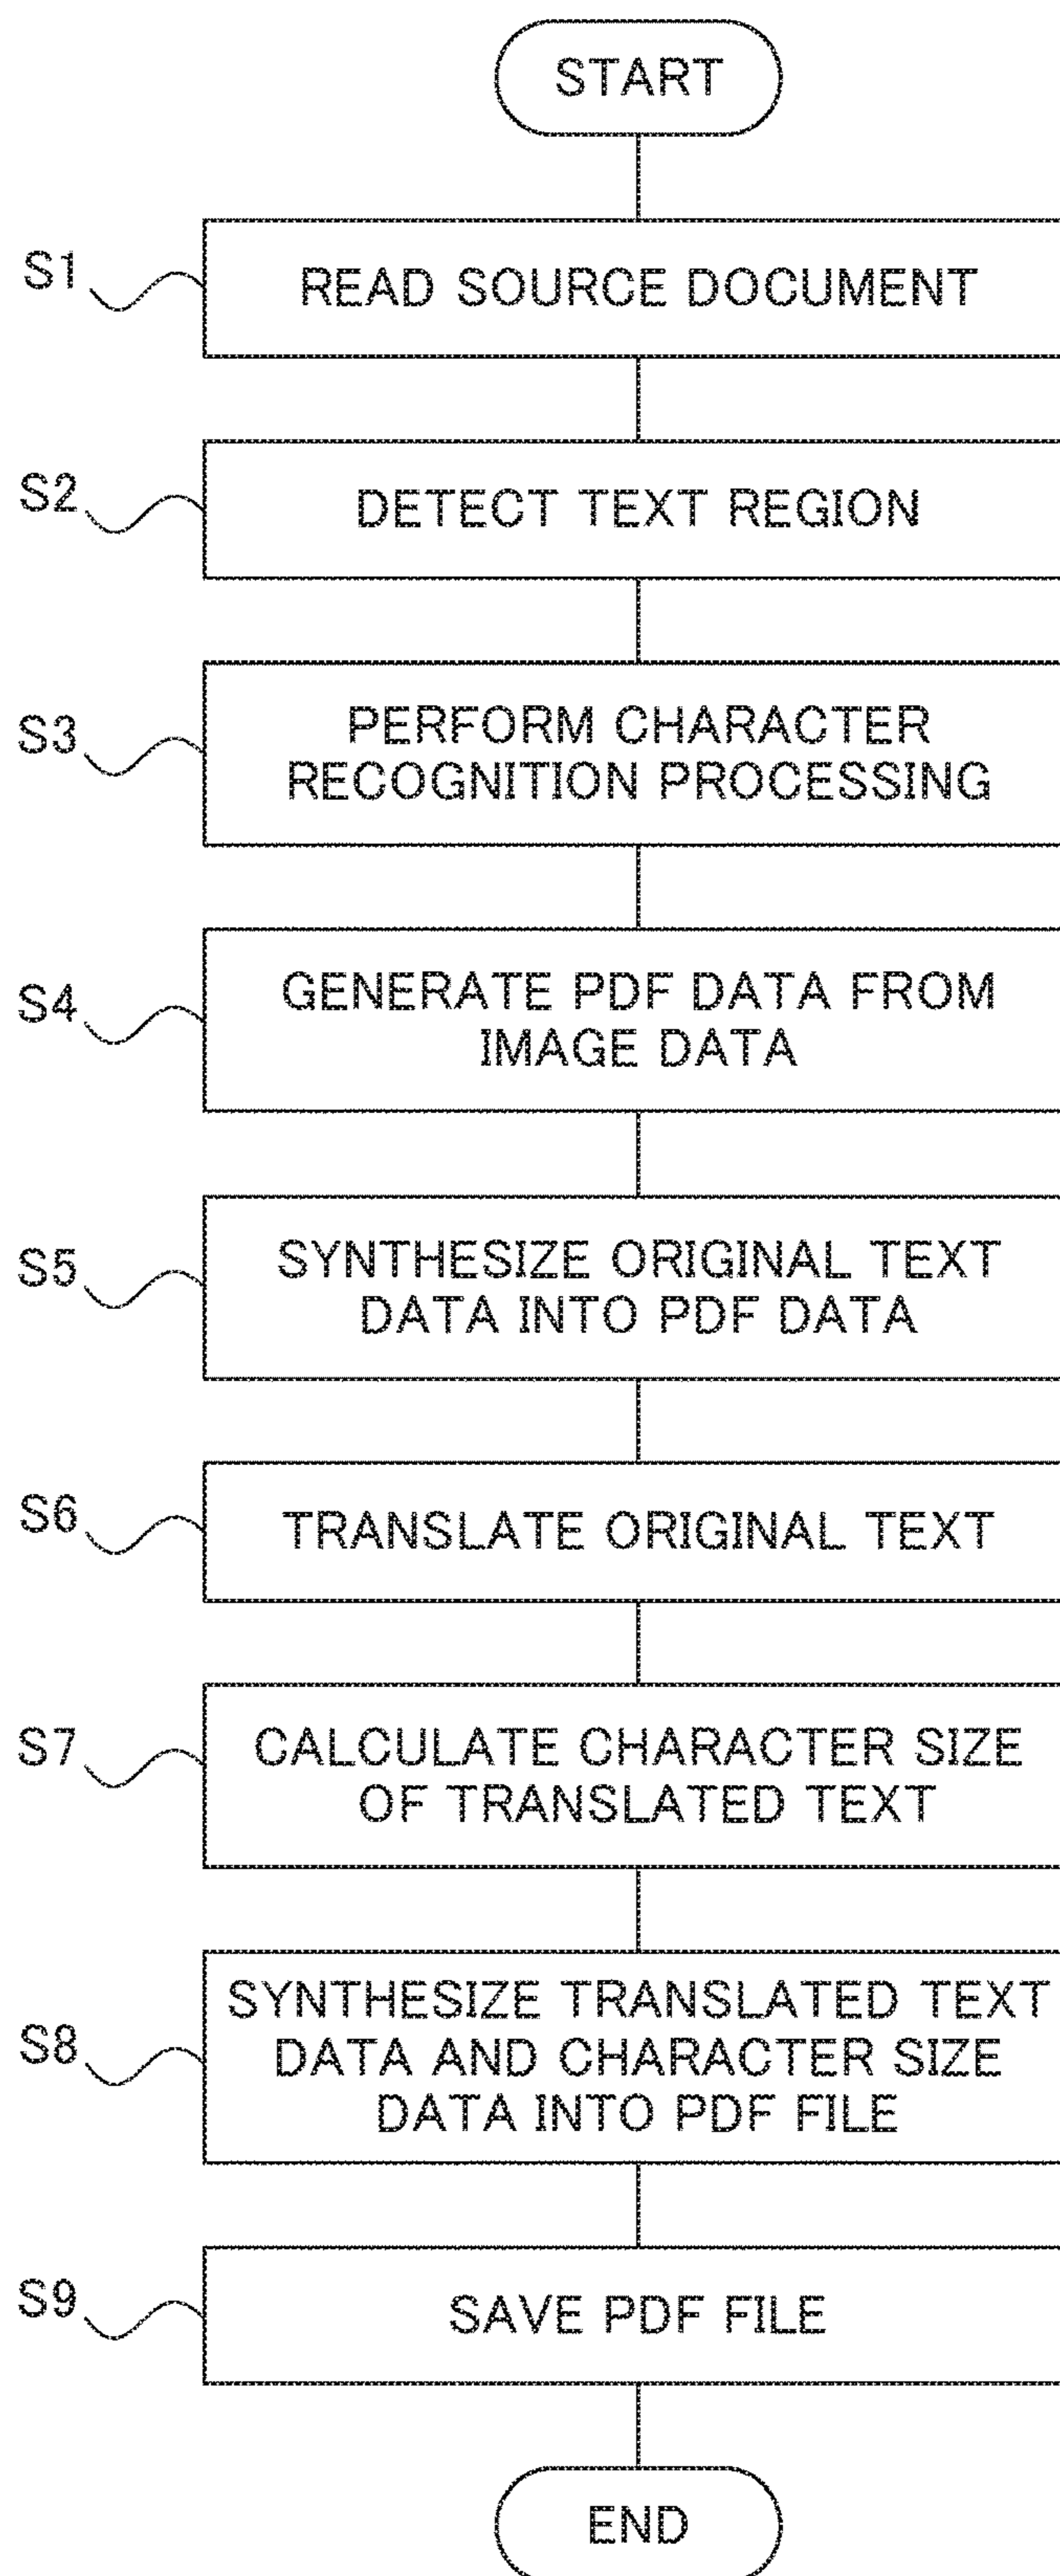 START
S1
READ SOURCE DOCUMENT
S2
DETECT TEXT REGION
S3
PERFORM CHARACTER
RECOGNITION PROCESSING
S4
GENERATE PDF DATA FROM
IMAGE DATA
S5
SYNTHESIZE ORIGINAL TEXT
DATA INTO PDF DATA
S6
TRANSLATE ORIGINAL TEXT
S7
CALCULATE CHARACTER SIZE
OF TRANSLATED TEXT
S8
SYNTHESIZE TRANSLATED TEXT
DATA AND CHARACTER SIZE
DATA INTO PDF FILE
S9
SAVE PDF FILE
END